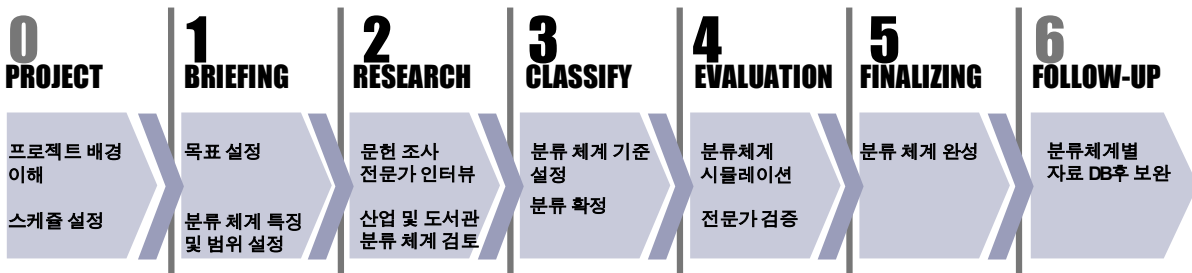 0
PROJECT
프로젝트 배경
이해
스케쥴 설정
1
BRIEFING
목표 설정
분류 체계 특징
및 범위 설정
2
RESEARCH
문헌 조사
전문가 인터뷰
산업 및 도서관
분류 체계 검토
3
CLASSIFY
분류 체계 기준
설정
분류 확정
4
EVALUATION
분류체계
시뮬레이션
전문가 검증
5
FINALIZING
분류 체계 완성
6
FOLLOW-UP
분류체계별
자료 DB후 보완